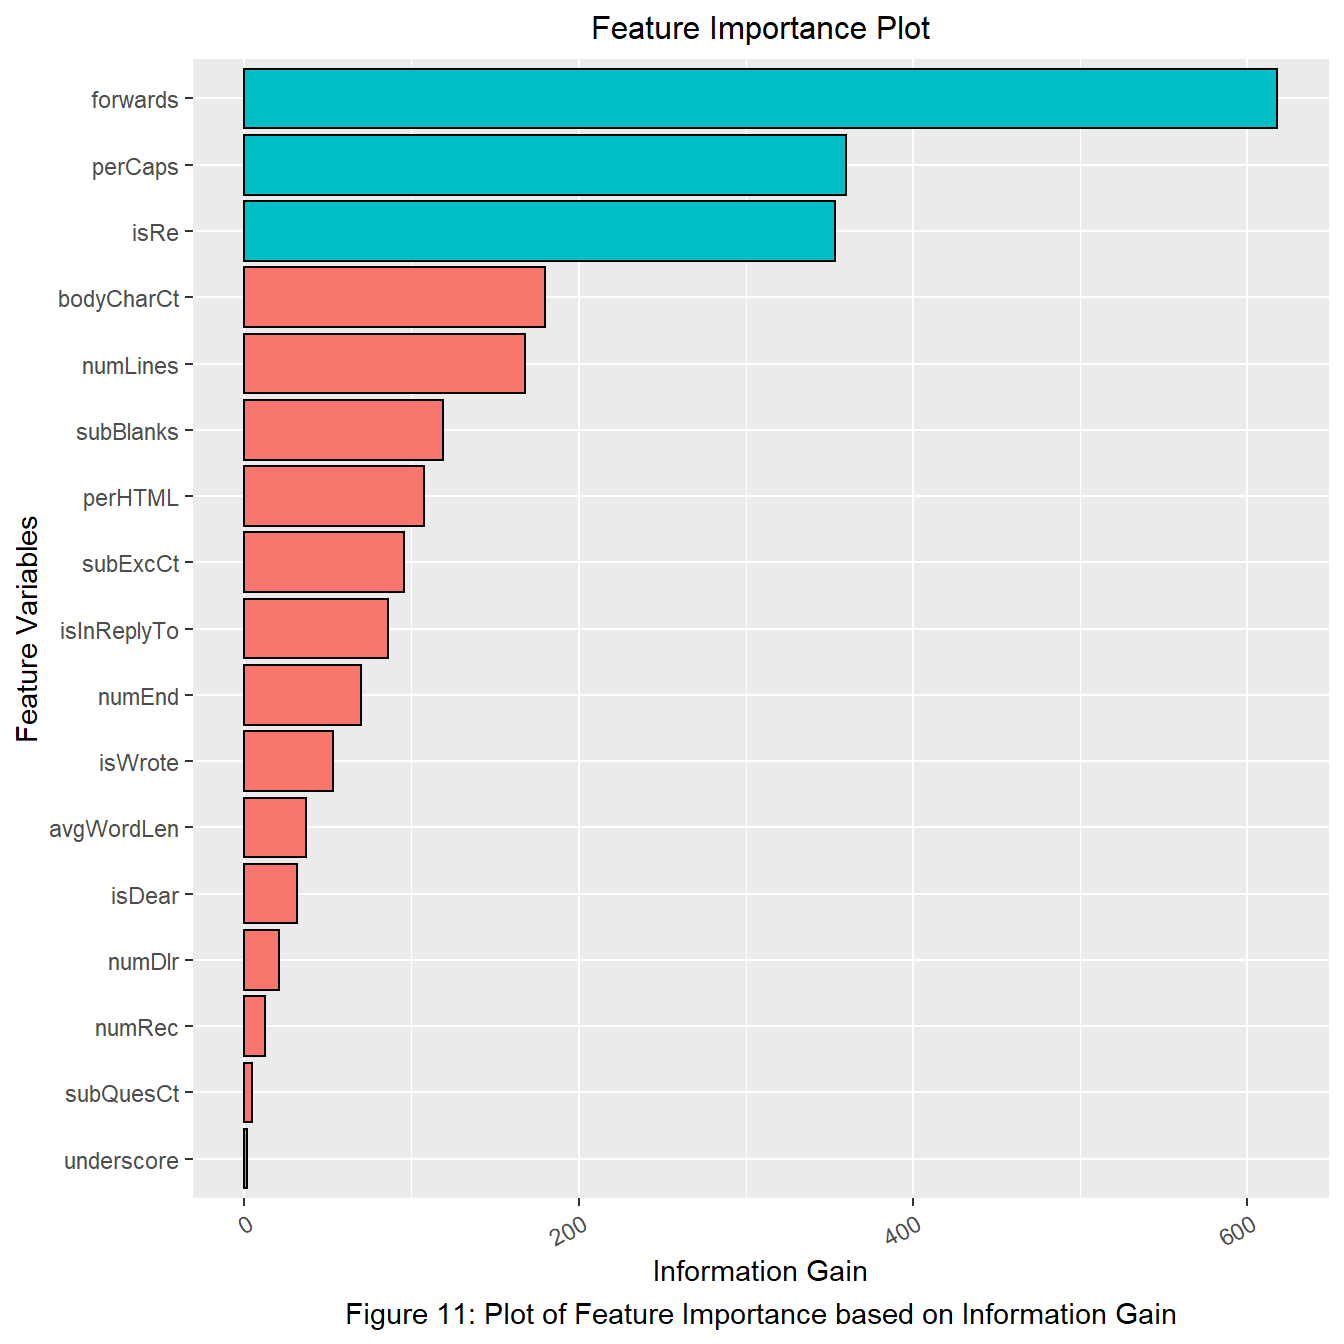 Feature Importance Plot
forwards
perCaps
isRe
bodyCharCt
numLines
subBlanks
perHTML
subExcCt
isInReplyTo
numEnd
isWrote
avgWordLen
isDear
numDlr
numRec
subQuesCt
underscore
Feature Variables
0 200 400 600
Information Gain
Figure 11: Plot of Feature Importance based on Information Gain